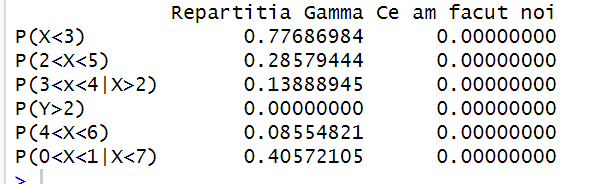 Repartitia Gamma Ce am facut noi
P(X<3) 0.77686984 0.00000000
P(2<X<5) 0.28579444 0.00000000
P(3<x<4|X>2) 0.13888945 0.00000000
P(Y>2) 0.00000000 0.00000000
P(4<X<6) 0.08554821 0.00000000
P(0<X<1|X<7) 0.40572105 0.00000000
>